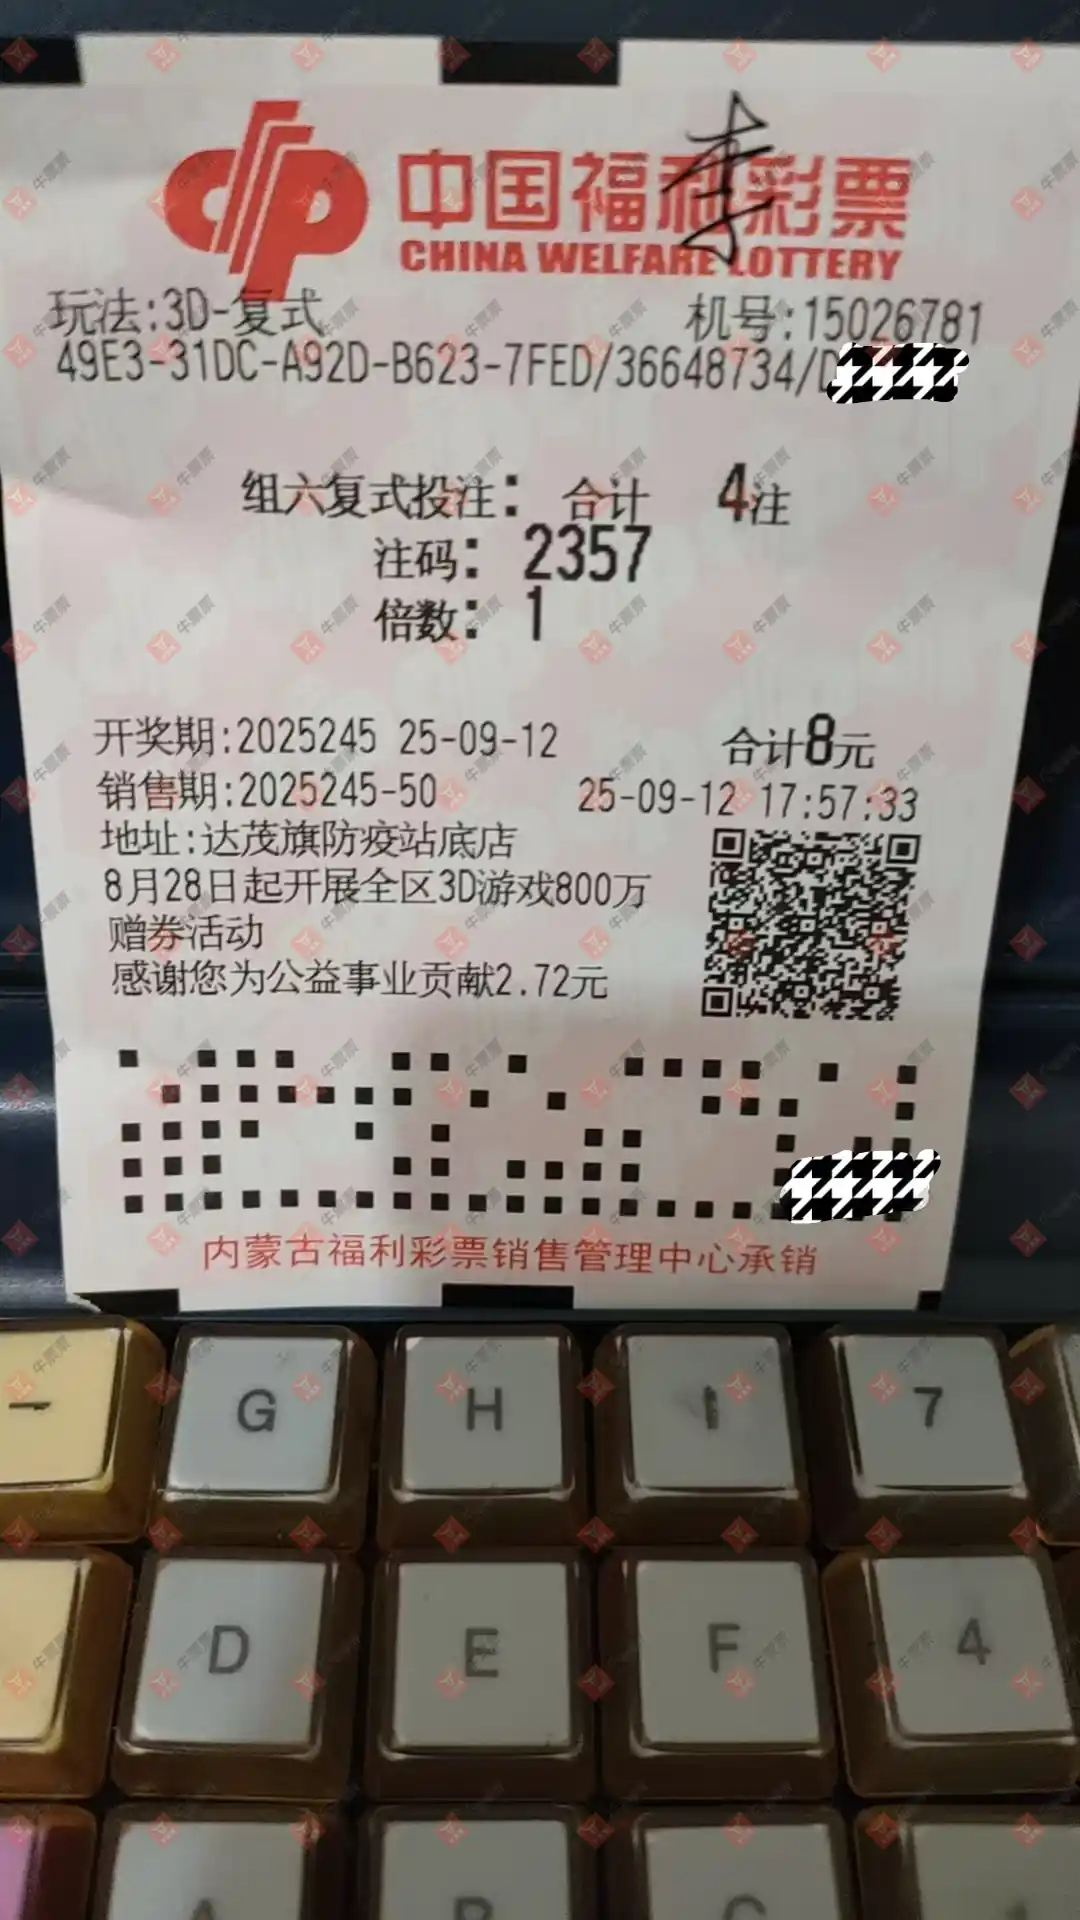 李
中国福利彩票
CHINA WELFARE LOTTERY
玩法:3D-复式 机号:15026781
49E3-31DC-A92D-B623-7FED/36648734/D
组六复式投注: 合计 4注
注码: 2357
倍数: 1
开奖期:2025245 25-09-12 合计8元
销售期:2025245-50 25-09-12 17:57:33
地址:达茂旗防疫站底店
8月28日起开展全区3D游戏800万
赠券活动
感谢您为公益事业贡献2.72元
内蒙古福利彩票销售管理中心承销
- G H I 7
D E F 4
A B C
牛票票